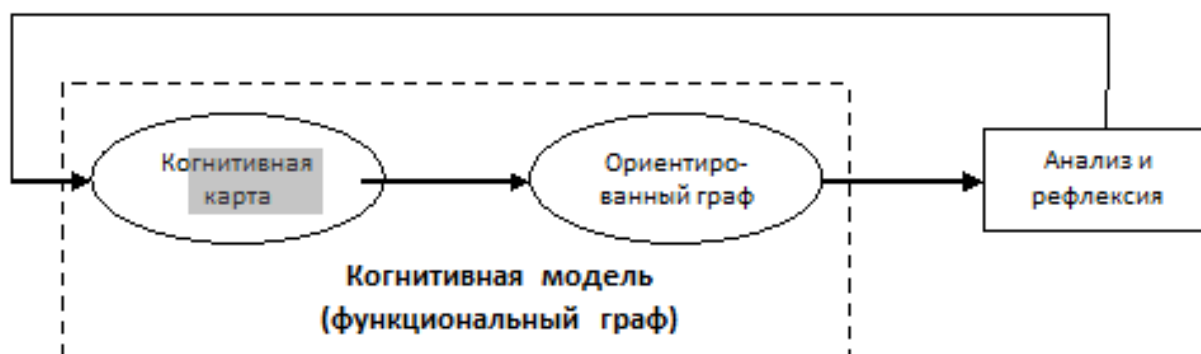 Когнитивная
карта
Ориентиро-
ванный граф
Анализ и
рефлексия
Когнитивная модель
(функциональный граф)